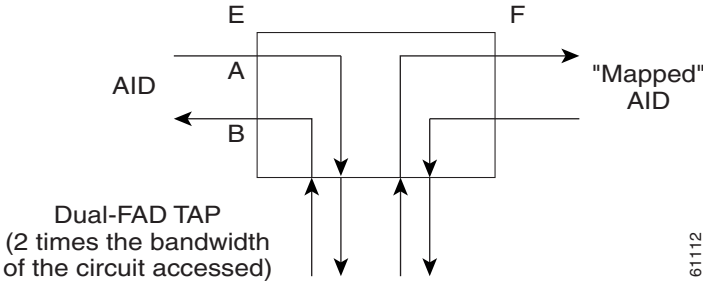 E
F
A
AID
"Mapped"
AID
B
Dual-FAD TAP
(2 times the bandwidth
of the circuit accessed)
61112